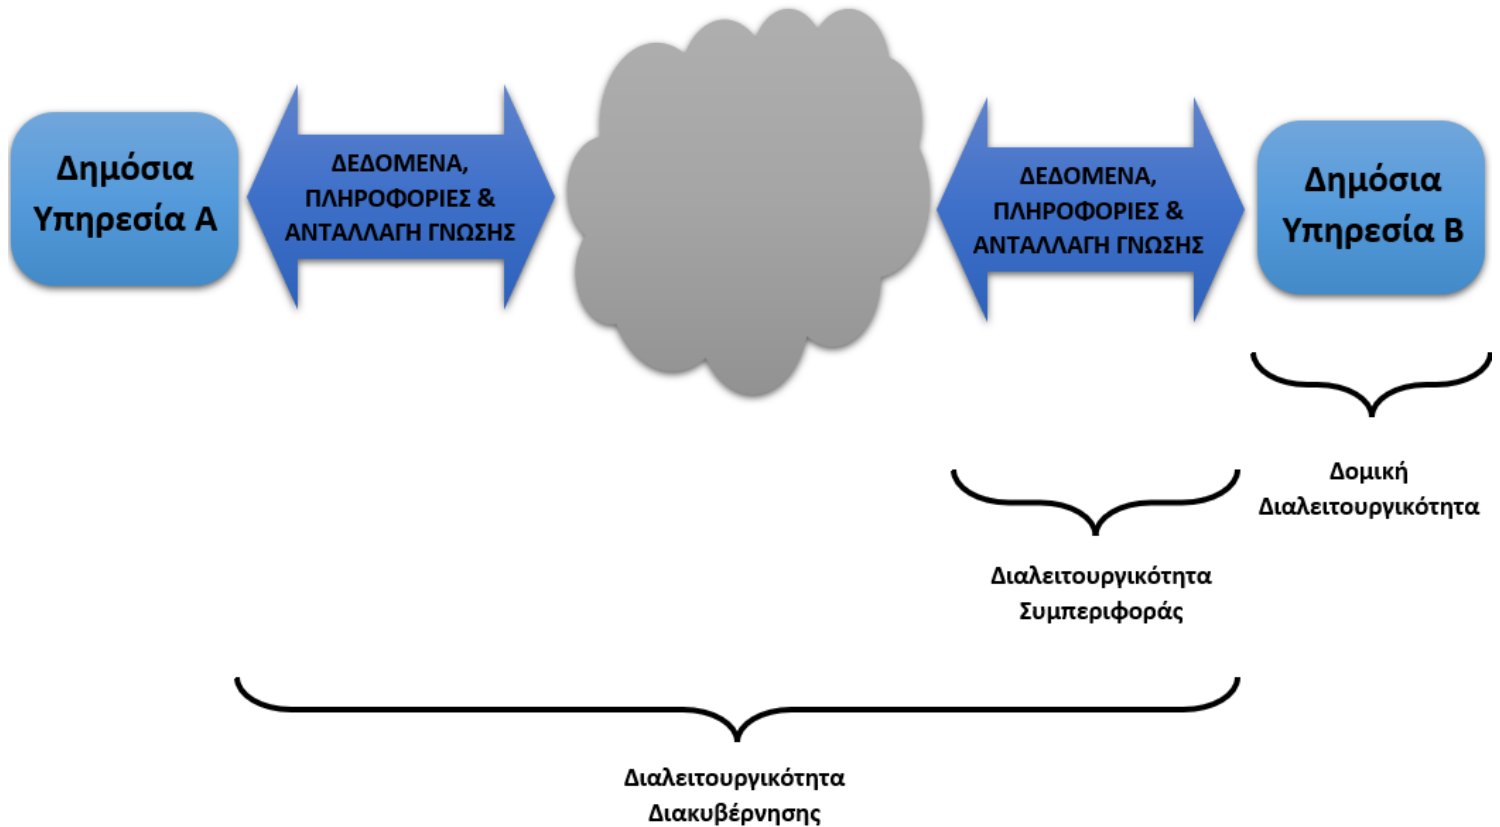 Δημόσια
Υπηρεσία Α
ΔΕΔΟΜΕΝΑ,
ΠΛΗΡΟΦΟΡΙΕΣ &
ΑΝΤΑΛΛΑΓΗ ΓΝΩΣΗΣ
ΔΕΔΟΜΕΝΑ,
ΠΛΗΡΟΦΟΡΙΕΣ &
ΑΝΤΑΛΛΑΓΗ ΓΝΩΣΗΣ
Δημόσια
Υπηρεσία Β
Δομική
Διαλειτουργικότητα
Διαλειτουργικότητα
Συμπεριφοράς
Διαλειτουργικότητα
Διακυβέρνησης